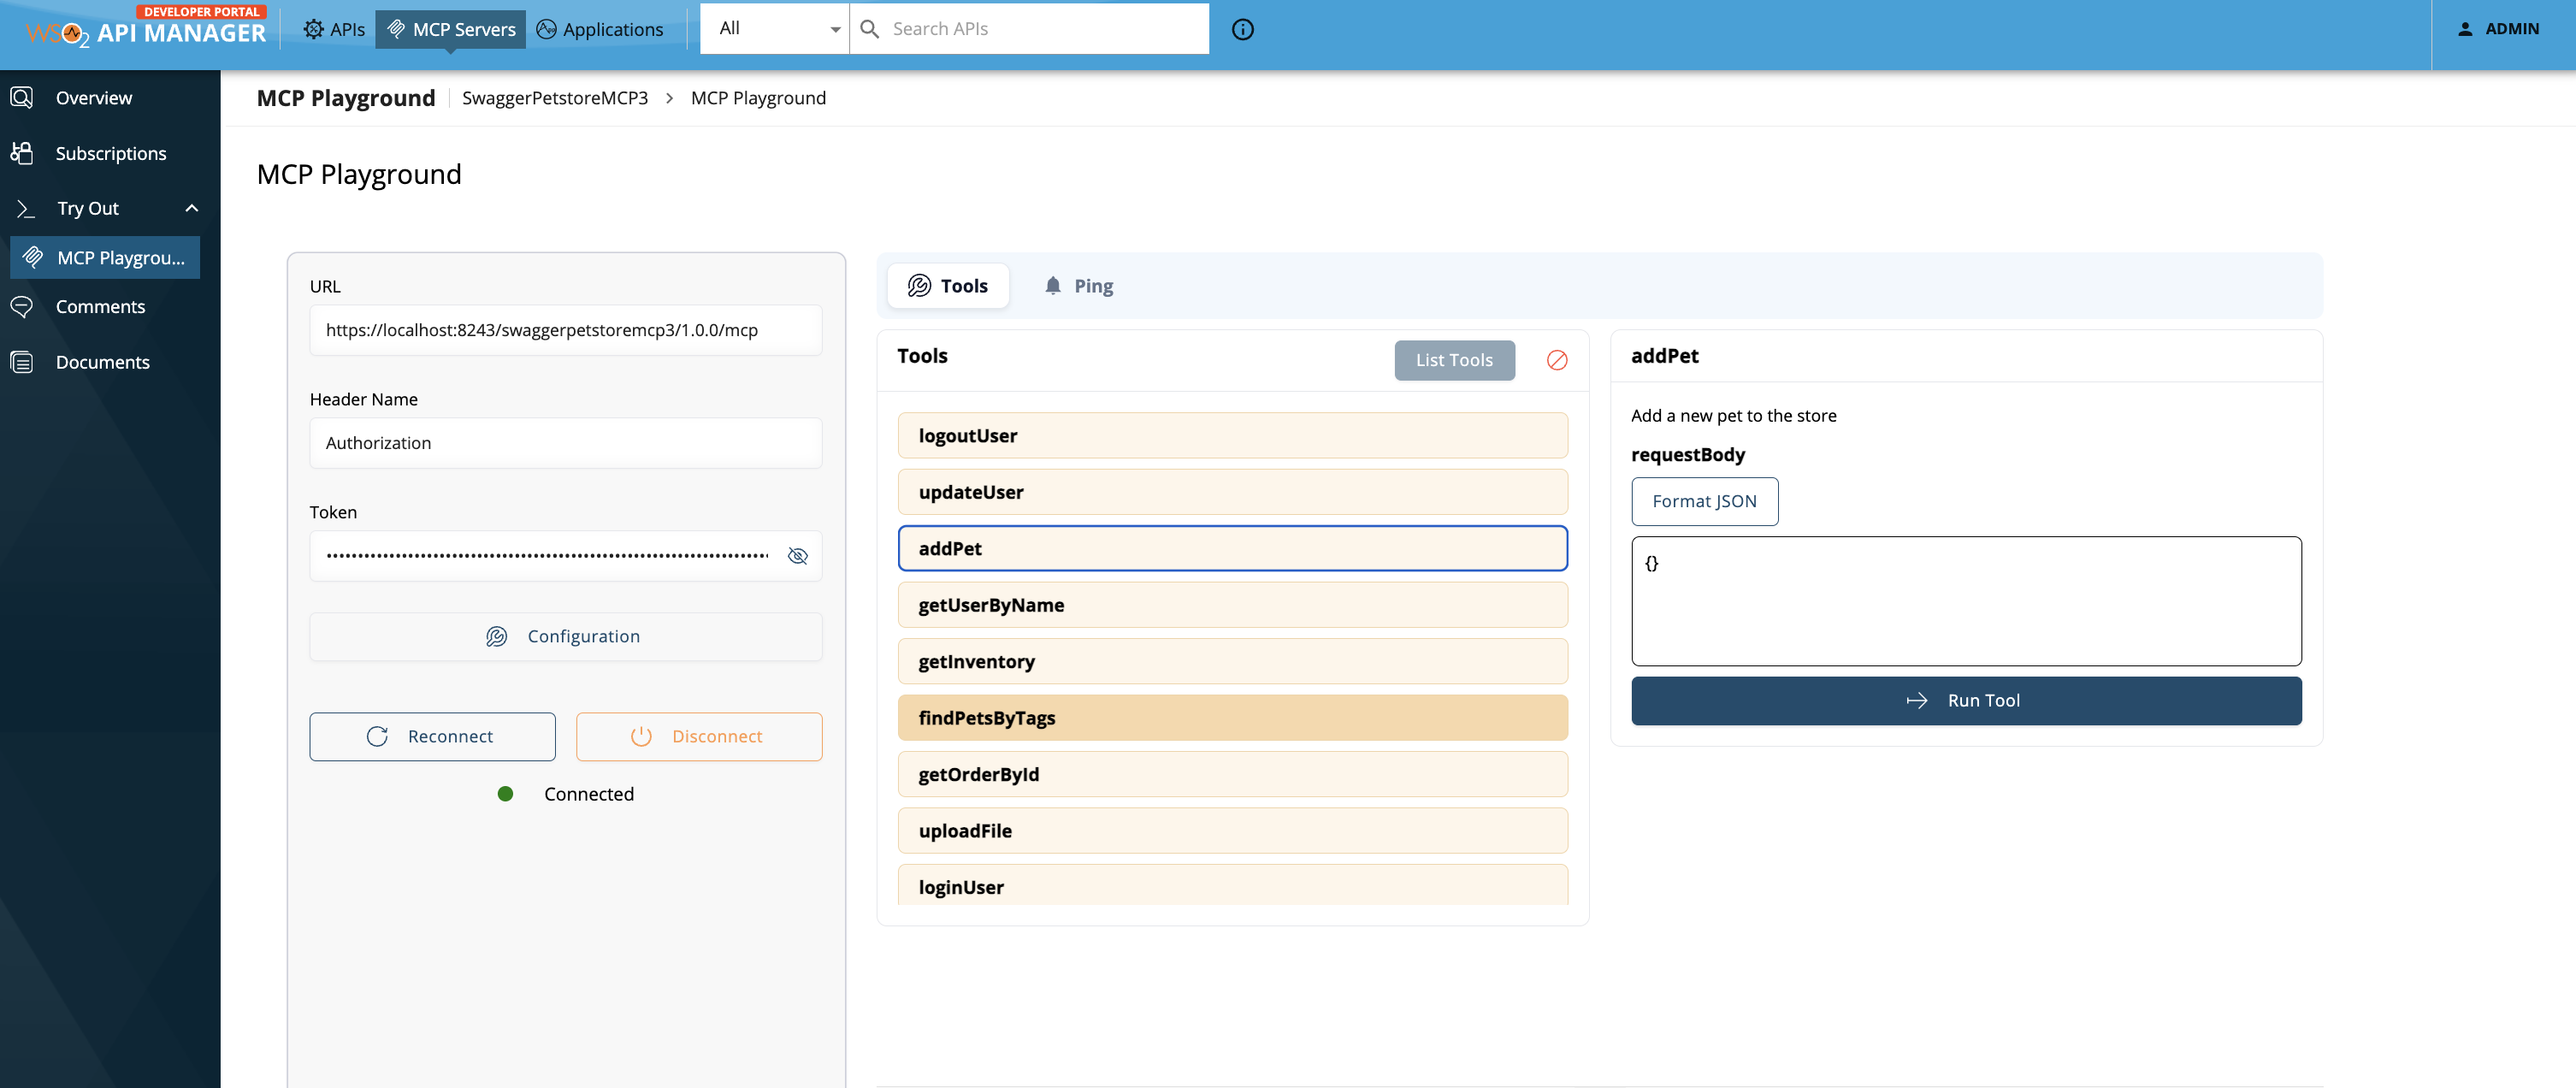 DEVELOPER PORTAL
WSO2 API MANAGER
APIs
MCP Servers
Applications
All
Search APIs
ADMIN
Overview
Subscriptions
Try Out
MCP Playgrou...
Comments
Documents
MCP Playground
SwaggerPetstoreMCP3 > MCP Playground
MCP Playground
URL
https://localhost:8243/swaggerpetstoremcp3/1.0.0/mcp
Header Name
Authorization
Token
Configuration
Reconnect
Disconnect
Connected
Tools
Ping
Tools
List Tools
logoutUser
updateUser
addPet
getUserByName
getInventory
findPetsByTags
getOrderById
uploadFile
loginUser
addPet
Add a new pet to the store
requestBody
Format JSON
{}
Run Tool